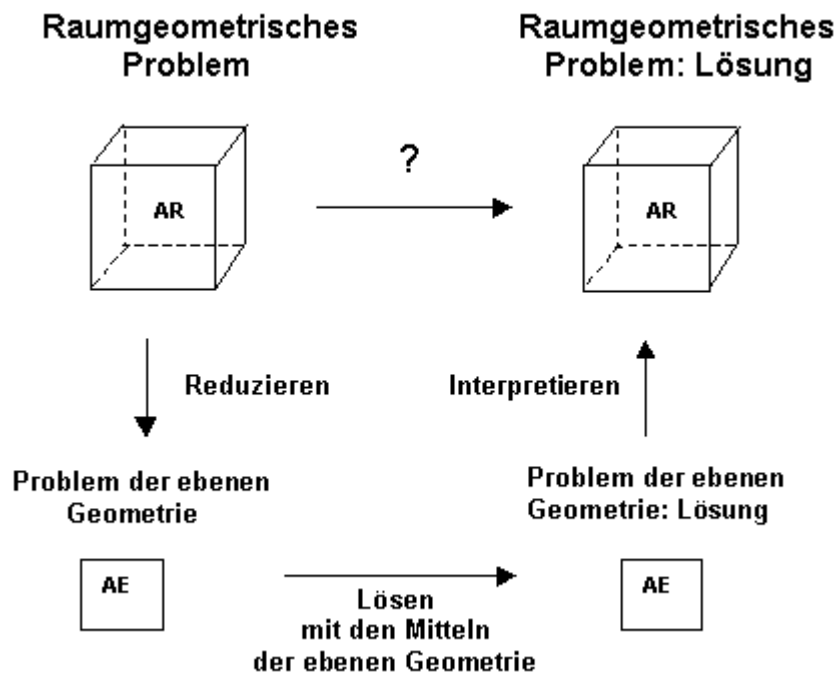 Raumgeometrisches
Problem
Raumgeometrisches
Problem: Lösung
AR
?
AR
Reduzieren
Interpretieren
Problem der ebenen
Geometrie
Problem der ebenen
Geometrie: Lösung
AE
Lösen
mit den Mitteln
der ebenen Geometrie
AE